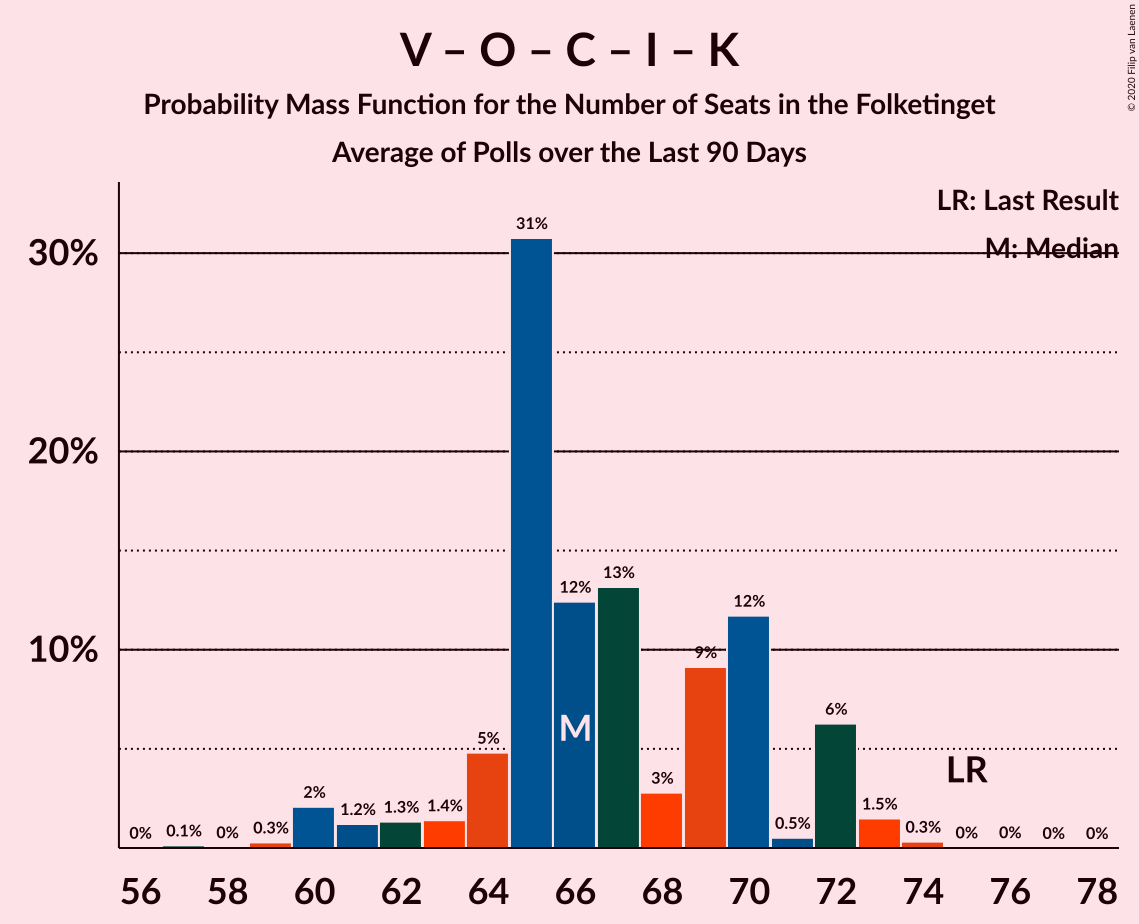 V – O – C – I – K
Probability Mass Function for the Number of Seats in the Folketinget
Average of Polls over the Last 90 Days
© 2020 Filip van Laenen
LR: Last Result
M: Median
30%
20%
10%
0%
0.1%
0%
0.3%
2%
1.2%
1.3%
1.4%
5%
31%
12%
13%
3%
9%
12%
0.5%
6%
1.5%
0.3%
0%
0%
0%
0%
M
LR
56 58 60 62 64 66 68 70 72 74 76 78